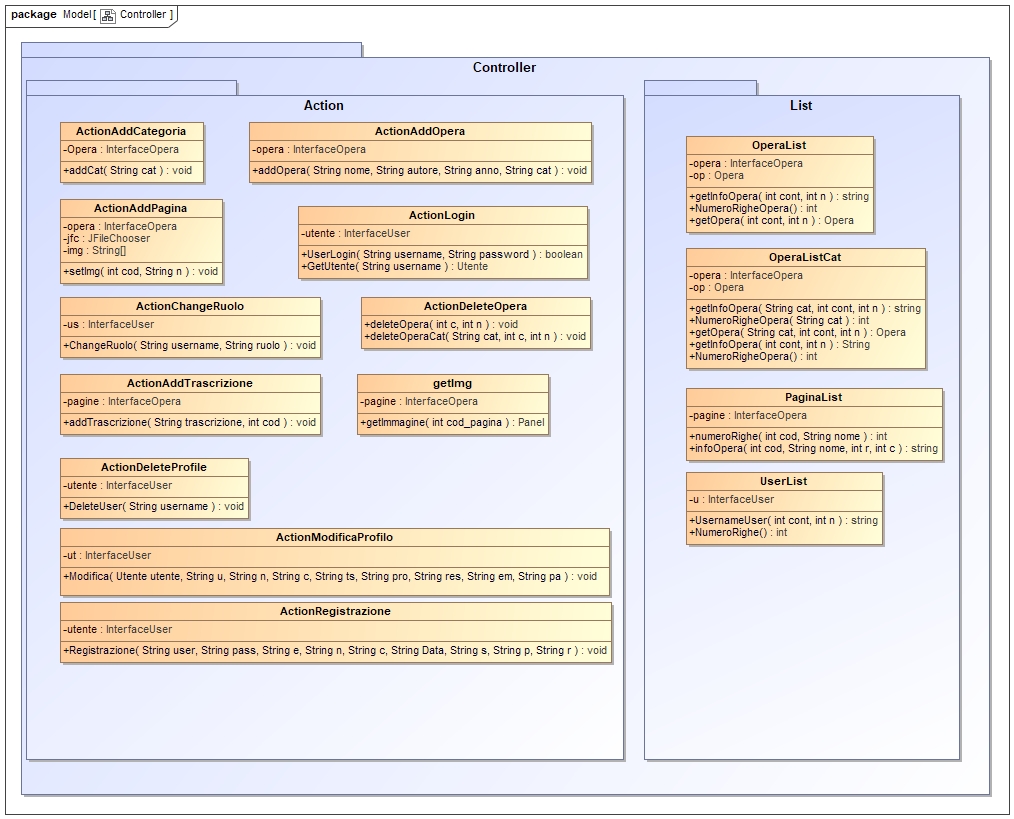 package Model[ Controller ]
Controller
Action
ActionAddCategoria
-Opera : InterfaceOpera
+addCat( String cat ) : void
ActionAddOpera
-opera : InterfaceOpera
+addOpera( String nome, String autore, String anno, String cat ) : void
ActionAddPagina
-opera : InterfaceOpera
-jfc : JFileChooser
-img : String[]
+setImg( int cod, String n ) : void
ActionLogin
-utente : InterfaceUser
+UserLogin( String username, String password ) : boolean
+GetUtente( String username ) : Utente
ActionChangeRuolo
-us : InterfaceUser
+ChangeRuolo( String username, String ruolo ) : void
ActionDeleteOpera
+deleteOpera( int c, int n ) : void
+deleteOperaCat( String cat, int c, int n ) : void
ActionAddTrascrizione
-pagine : InterfaceOpera
+addTrascrizione( String trascrizione, int cod ) : void
getImg
-pagine : InterfaceOpera
+getImmagine( int cod_pagina ) : Panel
ActionDeleteProfile
-utente : InterfaceUser
+DeleteUser( String username ) : void
ActionModificaProfilo
-ut : InterfaceUser
+Modifica( Utente utente, String u, String n, String c, String ts, String pro, String res, String em, String pa ) : void
ActionRegistrazione
-utente : InterfaceUser
+Registrazione( String user, String pass, String e, String n, String c, String Data, String s, String p, String r ) : void
List
OperaList
-opera : InterfaceOpera
-op : Opera
+getInfoOpera( int cont, int n ) : string
+NumeroRigheOpera() : int
+getOpera( int cont, int n ) : Opera
OperaListCat
-opera : InterfaceOpera
-op : Opera
+getInfoOpera( String cat, int cont, int n ) : string
+NumeroRigheOpera( String cat ) : int
+getOpera( String cat, int cont, int n ) : Opera
+getInfoOpera( int cont, int n ) : String
+NumeroRigheOpera() : int
PaginaList
-pagine : InterfaceOpera
+numeroRighe( int cod, String nome ) : int
+infoOpera( int cod, String nome, int r, int c ) : string
UserList
-u : InterfaceUser
+UsernameUser( int cont, int n ) : string
+NumeroRighe() : int